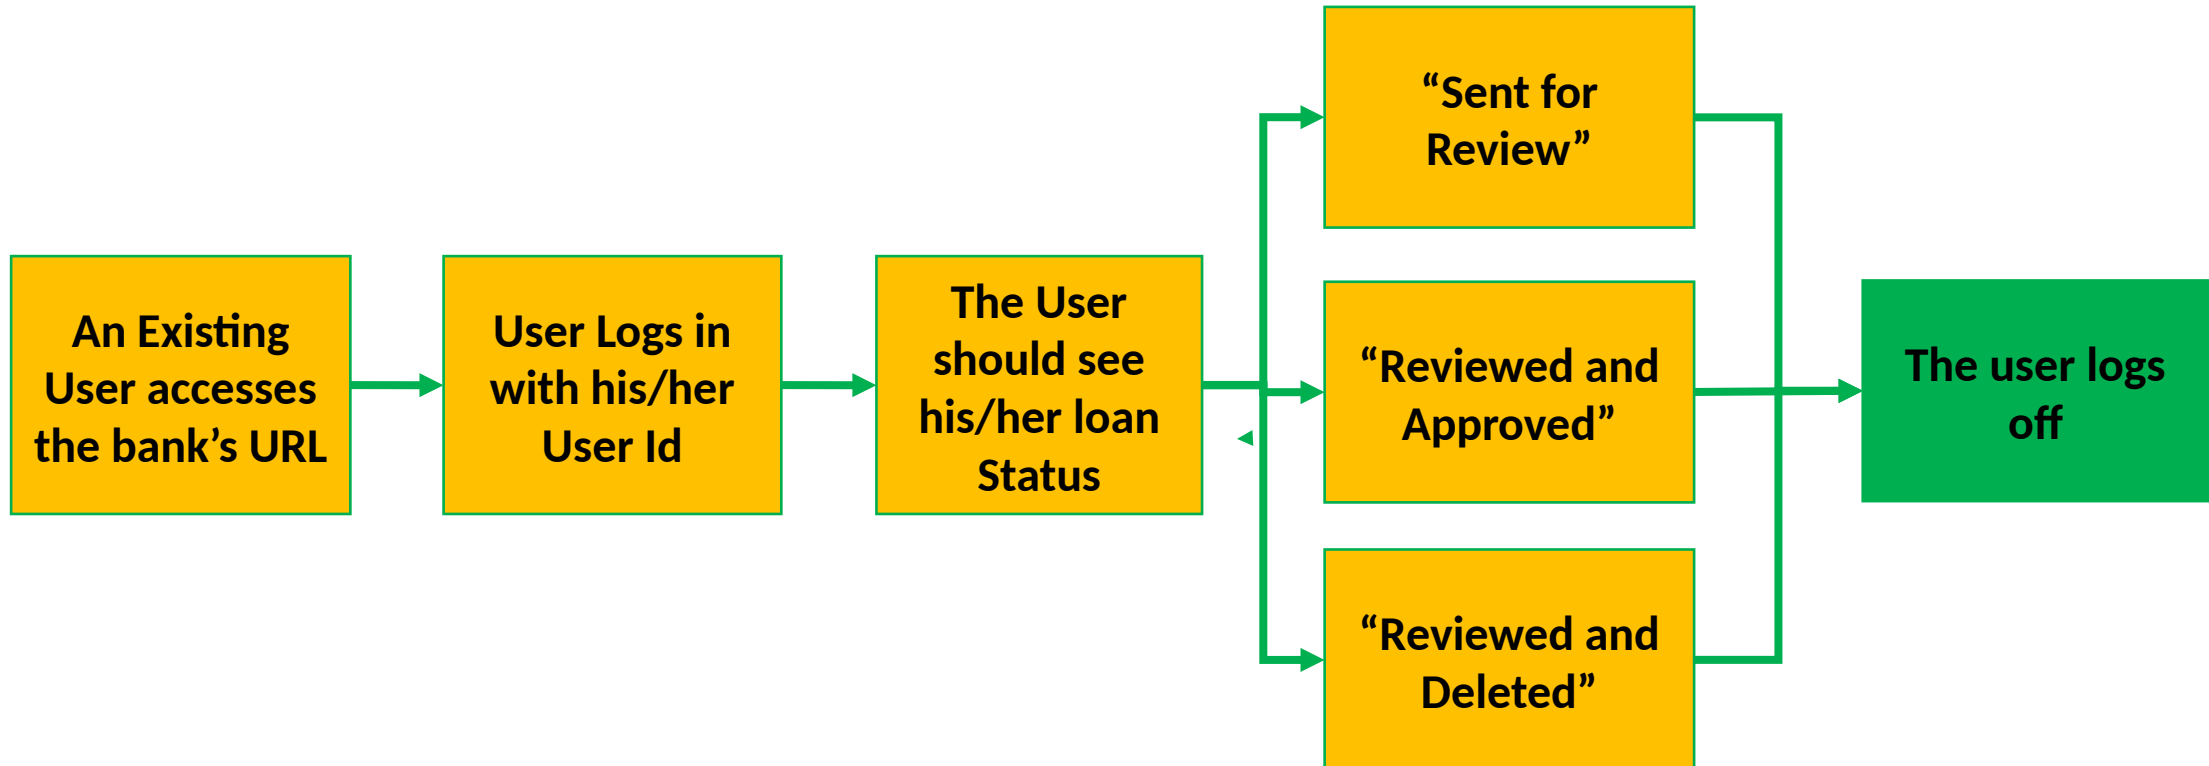 An Existing
User accesses
the bank’s URL
User Logs in
with his/her
User Id
The User
should see
his/her loan
Status
“Sent for
Review”
“Reviewed and
Approved”
“Reviewed and
Deleted”
The user logs
off